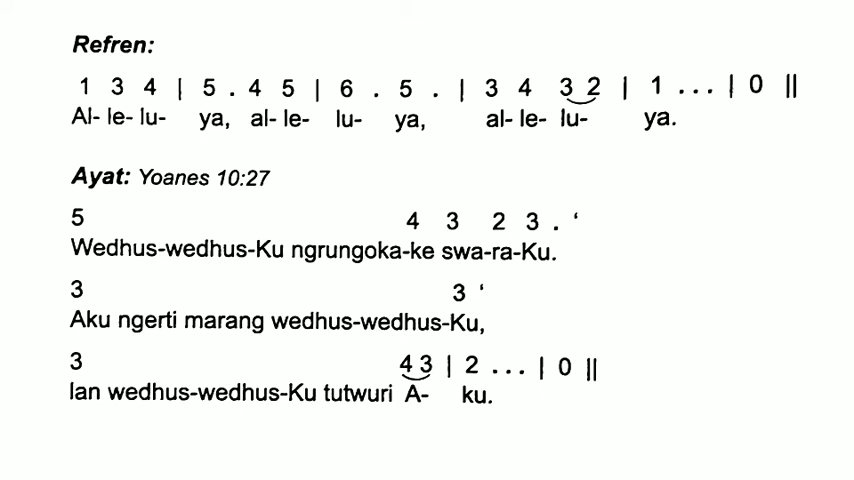 Refren:
1 3 4 | 5 . 4 5 | 6 . 5 . | 3 4 3 2 | 1 . . . | 0 ||
Al- le- lu- ya, al- le- lu- ya, al- le- lu- ya.
Ayat: Yoanes 10:27
5 4 3 2 3 . ‘
Wedhus-wedhus-Ku ngrungoka-ke swa-ra-Ku.
3 3 ‘
Aku ngerti marang wedhus-wedhus-Ku,
3 4 3 | 2 . . . | 0 ||
lan wedhus-wedhus-Ku tutwuri A- ku.